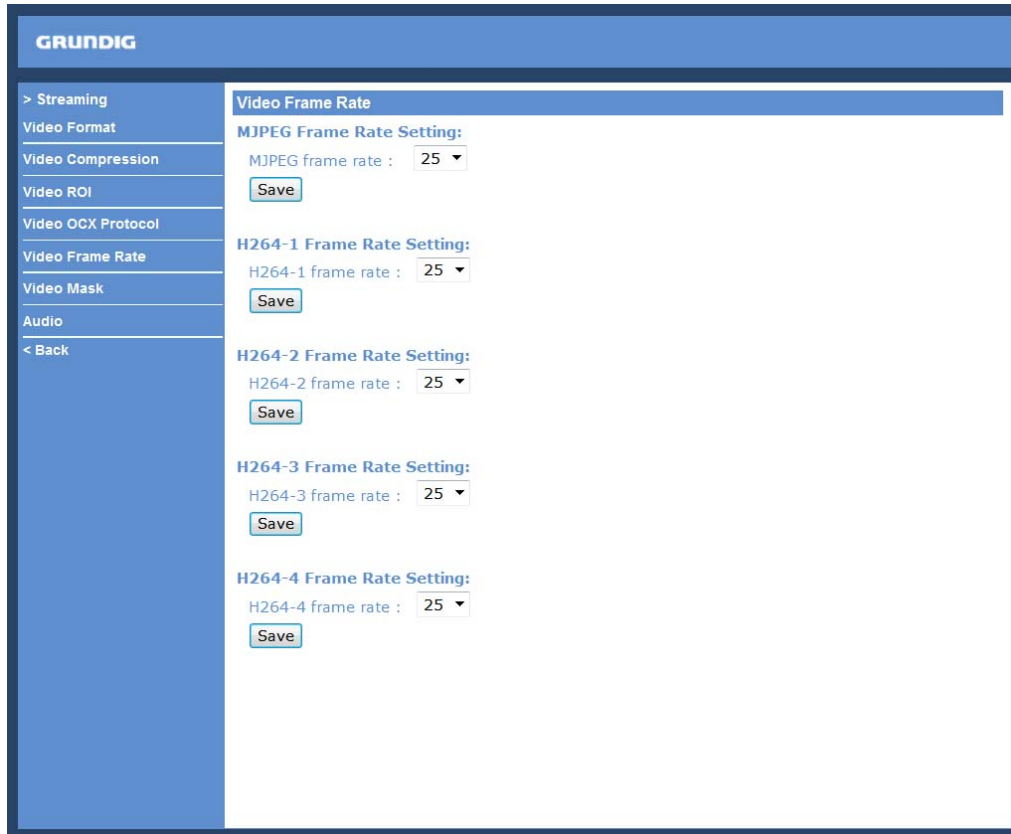 GRUNDIG
> Streaming
Video Format
Video Compression
Video ROI
Video OCX Protocol
Video Frame Rate
Video Mask
Audio
< Back
Video Frame Rate
MJPEG Frame Rate Setting:
MJPEG frame rate : 25
Save
H264-1 Frame Rate Setting:
H264-1 frame rate : 25
Save
H264-2 Frame Rate Setting:
H264-2 frame rate : 25
Save
H264-3 Frame Rate Setting:
H264-3 frame rate : 25
Save
H264-4 Frame Rate Setting:
H264-4 frame rate : 25
Save